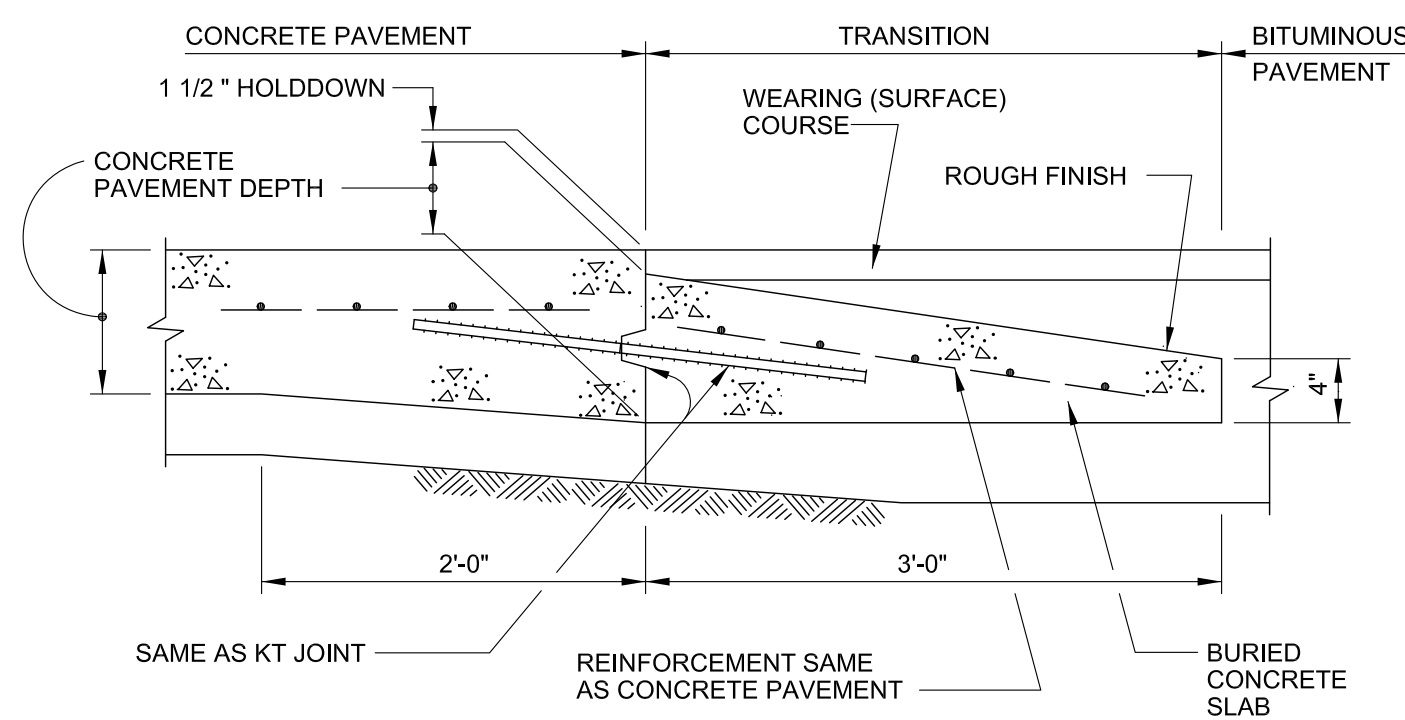 CONCRETE PAVEMENT
TRANSITION
BITUMINOUS
PAVEMENT
1 1/2 " HOLDDOWN
WEARING (SURFACE)
COURSE
CONCRETE
PAVEMENT DEPTH
ROUGH FINISH
4"
2'-0"
3'-0"
SAME AS KT JOINT
REINFORCEMENT SAME
AS CONCRETE PAVEMENT
BURIED
CONCRETE
SLAB